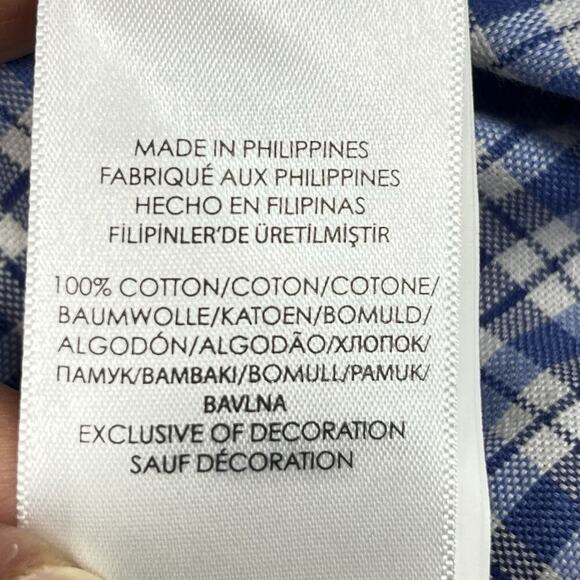 MADE IN PHILIPPINES
FABRIQUÉ AUX PHILIPPINES
HECHO EN FILIPINAS
FİLİPİNLER'DE ÜRETİLMİŞTİR
100% COTTON/COTON/COTONE/
BAUMWOLLE/KATOEN/BOMULD/
ALGODÓN/ALGODÃO/ХЛОПОК/
ПАМУК/BAMBAKI/BOMULL/PAMUK/
BAVLNA
EXCLUSIVE OF DECORATION
SAUF DÉCORATION